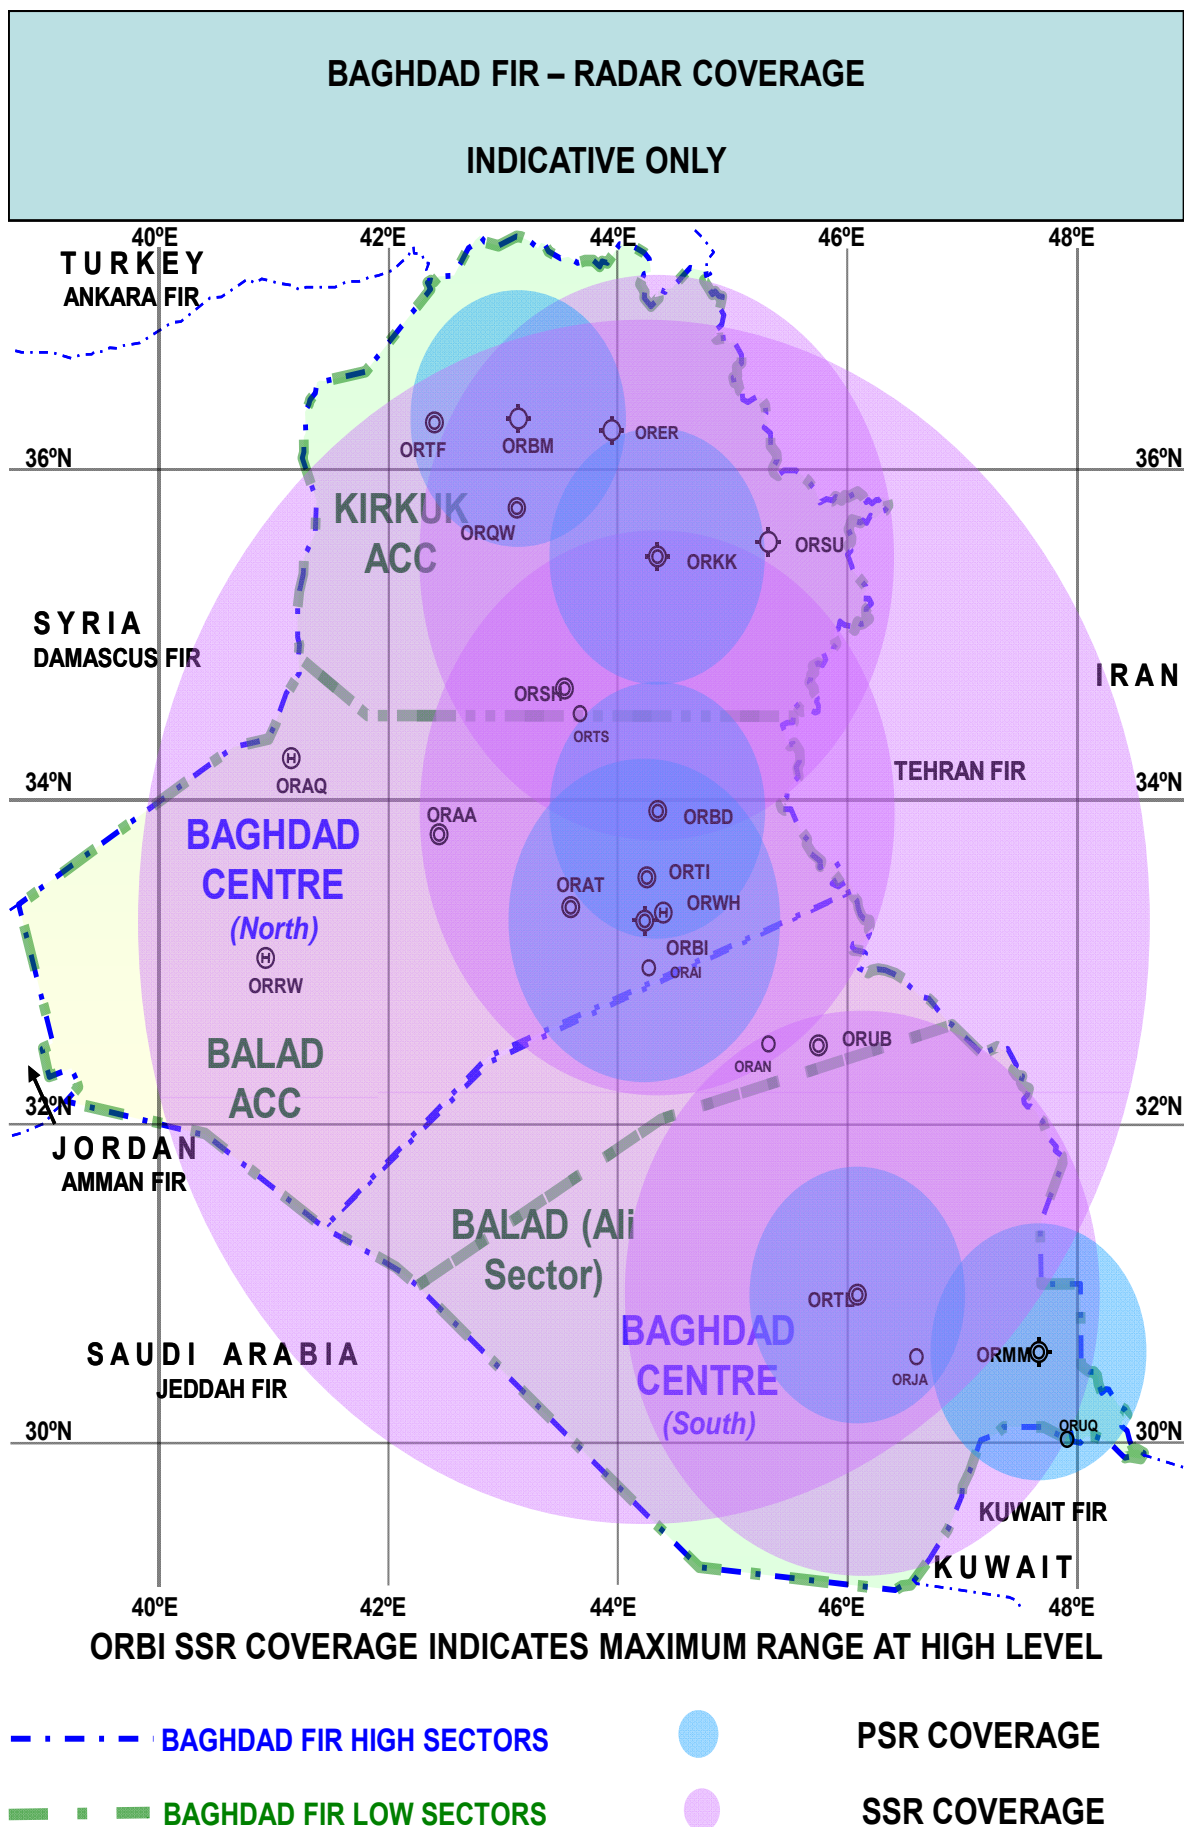 BAGHDAD FIR – RADAR COVERAGE
INDICATIVE ONLY
40ºE 42ºE 44ºE 46ºE 48ºE
TURKEY
ANKARA FIR
ORTF ORBM ORER
36ºN 36ºN
KIRKUK
ACC
ORQW ORKK ORSU
SYRIA
DAMASCUS FIR
IRAN
ORSH
ORTS
TEHRAN FIR
ORAQ
34ºN 34ºN
ORAA ORBD
BAGHDAD
CENTRE
(North)
ORTI
ORAT
H ORWH
ORBI
ORAI
H
ORRW
BALAD
ACC
ORUB
ORAN
32ºN 32ºN
JORDAN
AMMAN FIR
BALAD (Ali
Sector)
ORTL
BAGHDAD
CENTRE
(South)
ORMM
ORJA
SAUDI ARABIA
JEDDAH FIR
ORUQ
30ºN 30ºN
KUWAIT FIR
KUWAIT
40ºE 42ºE 44ºE 46ºE 48ºE
ORBI SSR COVERAGE INDICATES MAXIMUM RANGE AT HIGH LEVEL
BAGHDAD FIR HIGH SECTORS PSR COVERAGE
BAGHDAD FIR LOW SECTORS SSR COVERAGE